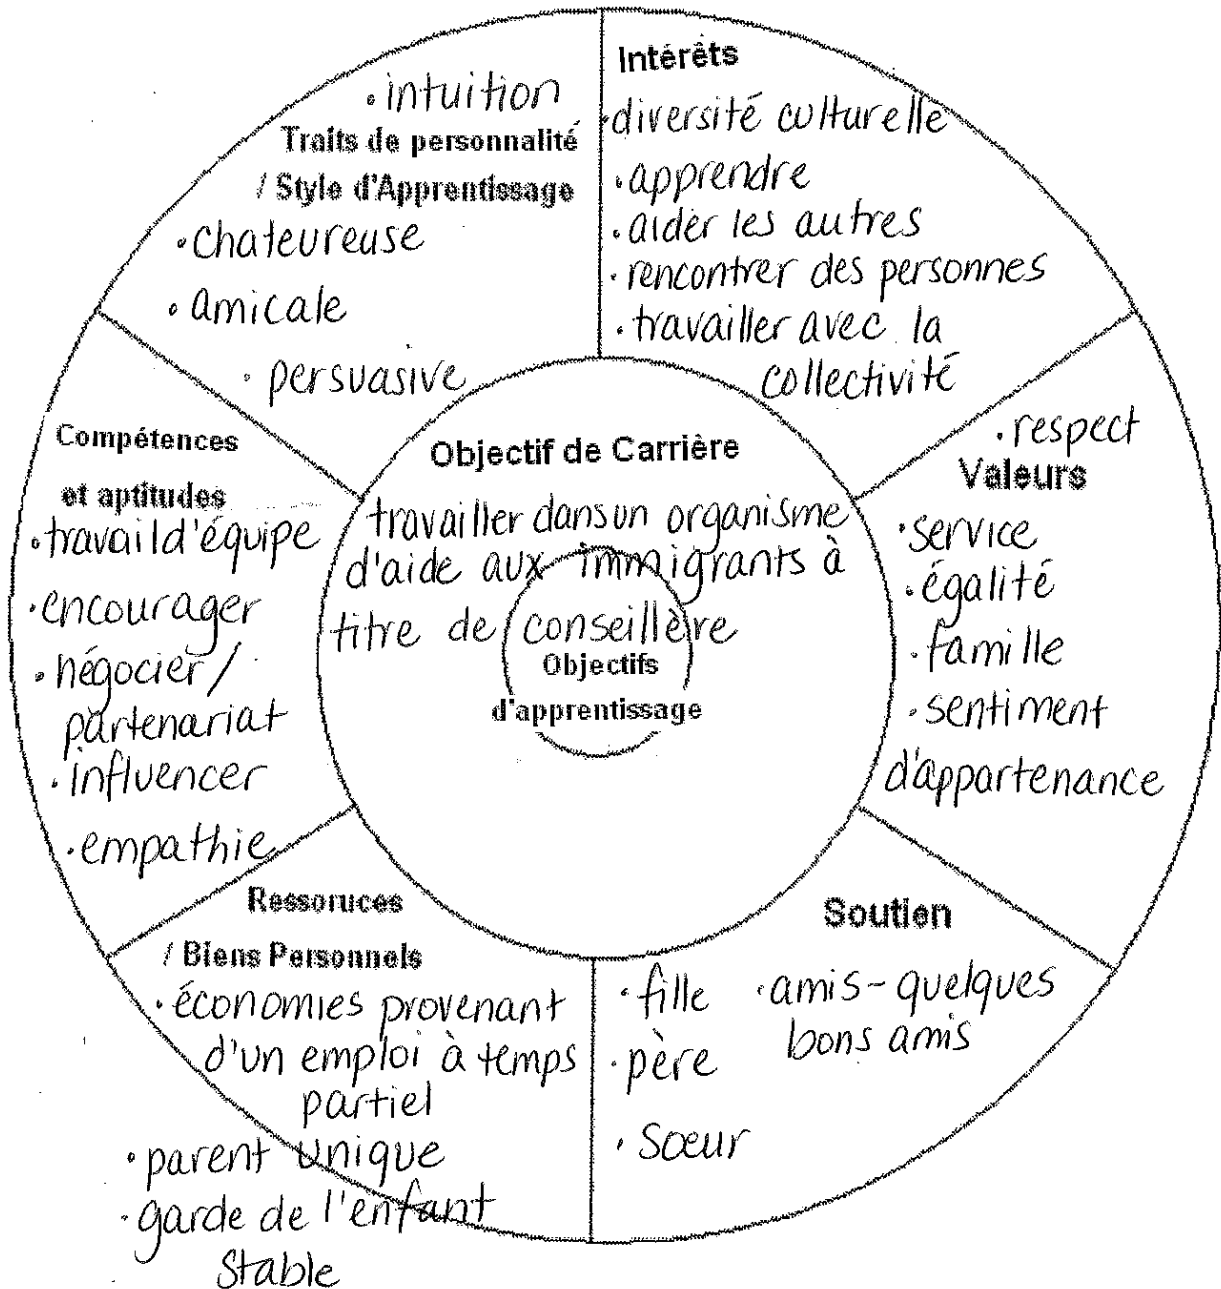 ·intuition
Traits de personnalité
/ Style d'Apprentissage
·chateureuse
·amicale
·persuasive
Intérêts
·diversité culturelle
·apprendre
·aider les autres
·rencontrer des personnes
·travailler avec la
collectivité
Compétences
et aptitudes
·travail d'équipe
·encourager
·négocier/
partenariat
·influencer
·empathie
Objectif de Carrière
travailler dans un organisme
d'aide aux immigrants à
titre de conseillère
Objectifs
d'apprentissage
·respect
Valeurs
·service
·égalité
·famille
·sentiment
d'appartenance
Ressoruces
/ Biens Personnels
·économies provenant
d'un emploi à temps
partiel
·parent unique
·garde de l'enfant
stable
Soutien
·fille
·père
·soeur
·amis-quelques
bons amis